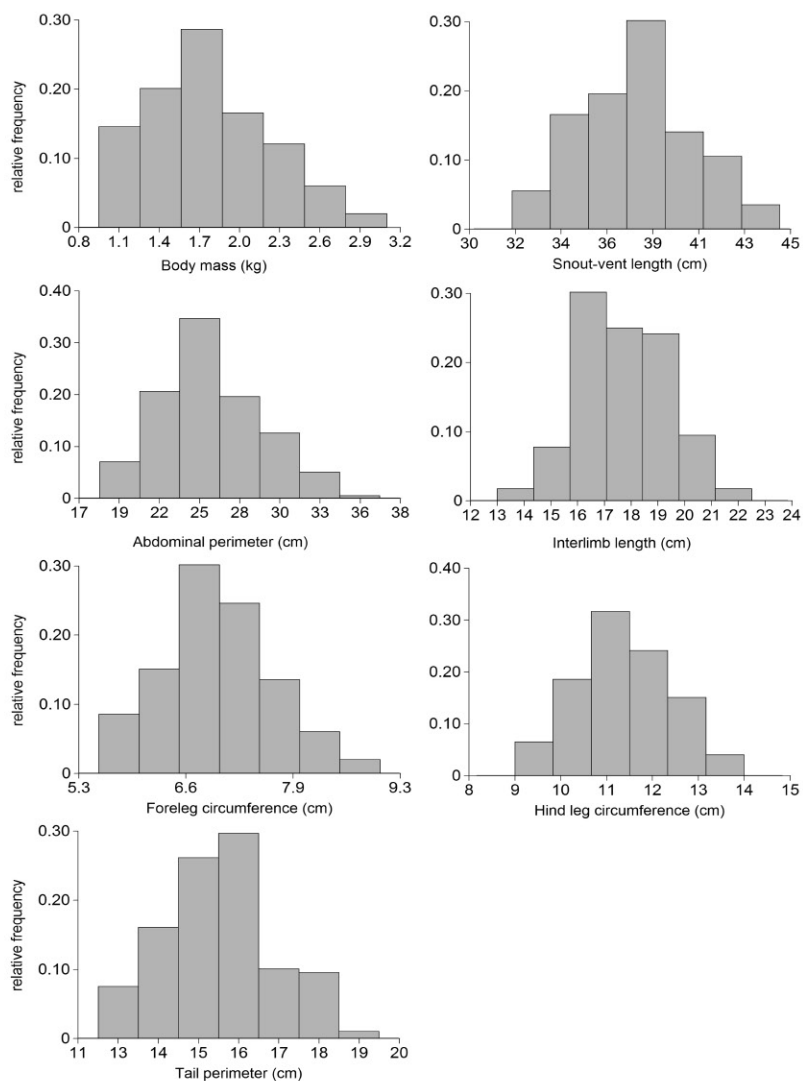 relative frequency
0.30
0.20
0.10
0
0.8 1.1 1.4 1.7 2.0 2.3 2.6 2.9 3.2
Body mass (kg)
0.30
0.20
0.10
0
30 32 34 36 39 41 43 45
Snout-vent length (cm)
relative frequency
0.40
0.30
0.20
0.10
0
17 19 22 25 28 30 33 36 38
Abdominal perimeter (cm)
0.30
0.20
0.10
0
12 13 14 15 16 17 18 19 20 21 22 23 24
Interlimb length (cm)
relative frequency
0.30
0.20
0.10
0
5.3 6.6 7.9 9.3
Foreleg circumference (cm)
0.40
0.30
0.20
0.10
0
8 9 10 11 12 13 14 15
Hind leg circumference (cm)
relative frequency
0.30
0.20
0.10
0
11 13 14 15 16 17 18 19 20
Tail perimeter (cm)